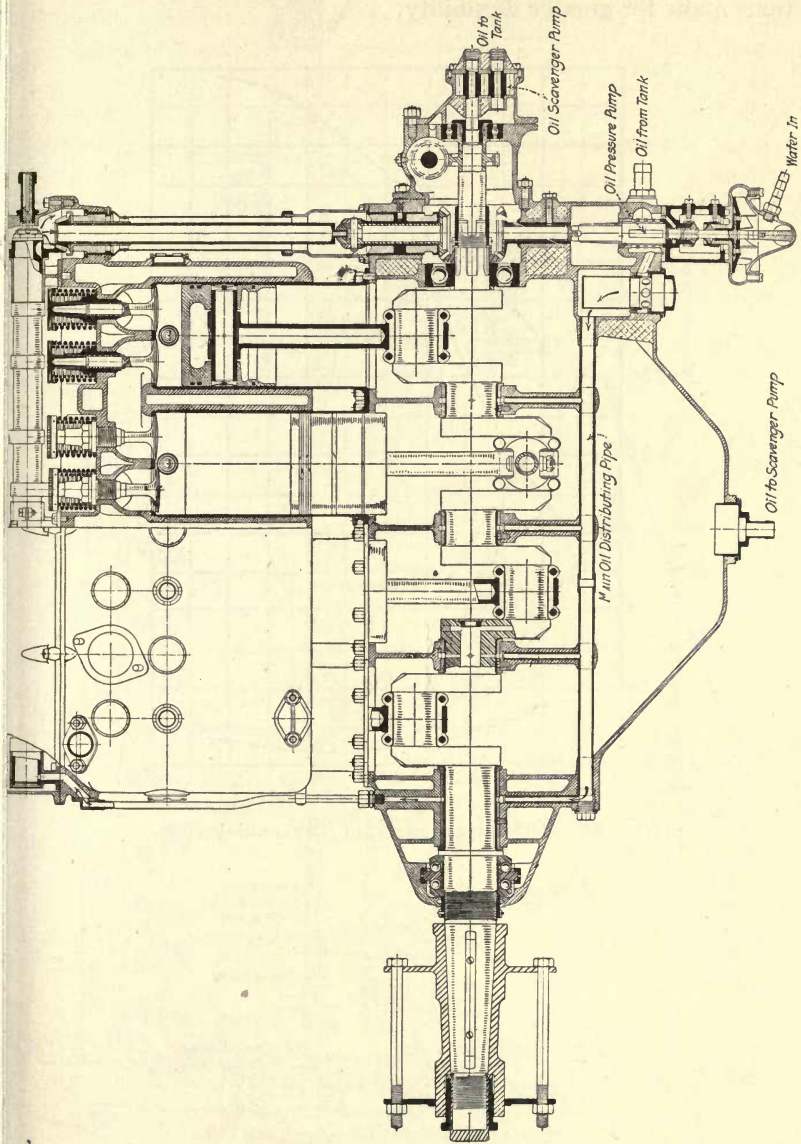 Oil to
Tank
Oil Scavenger Pump
Oil Pressure Pump
Oil from Tank
Water In
Main Oil Distributing Pipe
Oil to Scavenger Pump